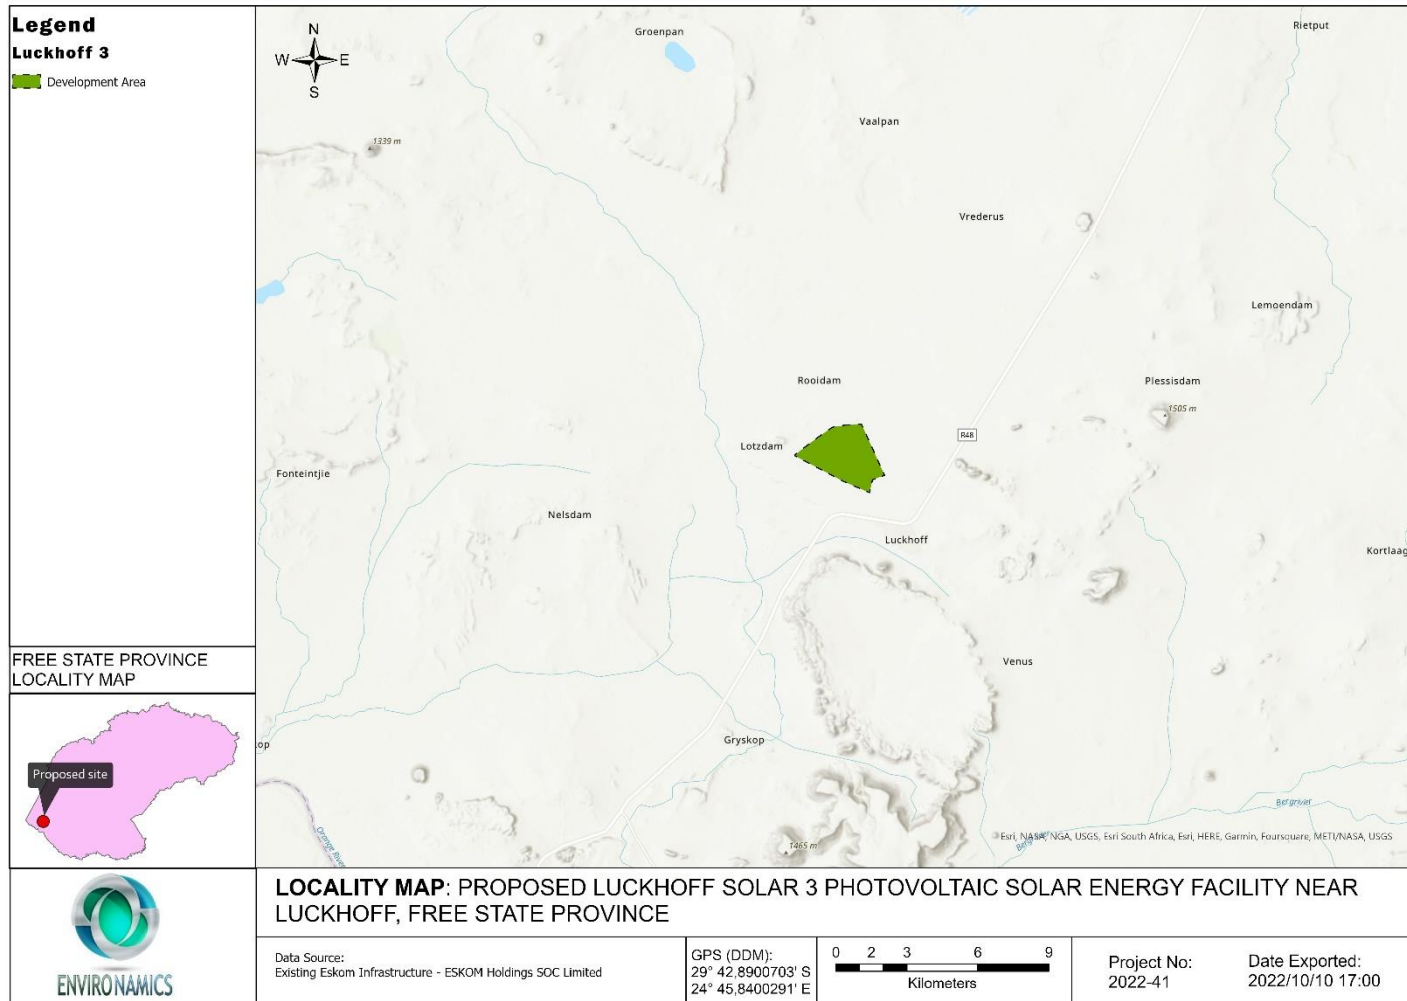 Legend
Luckhoff 3
Development Area
N
W
E
S
Groenpan
Rietput
Vaalpan
1339 m
Vrederus
Lemoendam
Rooidam
Plessisdam
1505 m
R48
Lotzdam
Fonteintjie
Nelsdam
Luckhoff
Kortlaag
Venus
Gryskop
op
Orange River
1465 m
Bergrivier
Bergrivier
Esri, NASA, NGA, USGS, Esri South Africa, Esri, HERE, Garmin, Foursquare, METI/NASA, USGS
FREE STATE PROVINCE
LOCALITY MAP
Proposed site
ENVIRONAMICS
LOCALITY MAP: PROPOSED LUCKHOFF SOLAR 3 PHOTOVOLTAIC SOLAR ENERGY FACILITY NEAR
LUCKHOFF, FREE STATE PROVINCE
Data Source:
Existing Eskom Infrastructure - ESKOM Holdings SOC Limited
GPS (DDM):
29° 42,8900703' S
24° 45,8400291' E
0 2 3 6 9
Kilometers
Project No:
2022-41
Date Exported:
2022/10/10 17:00